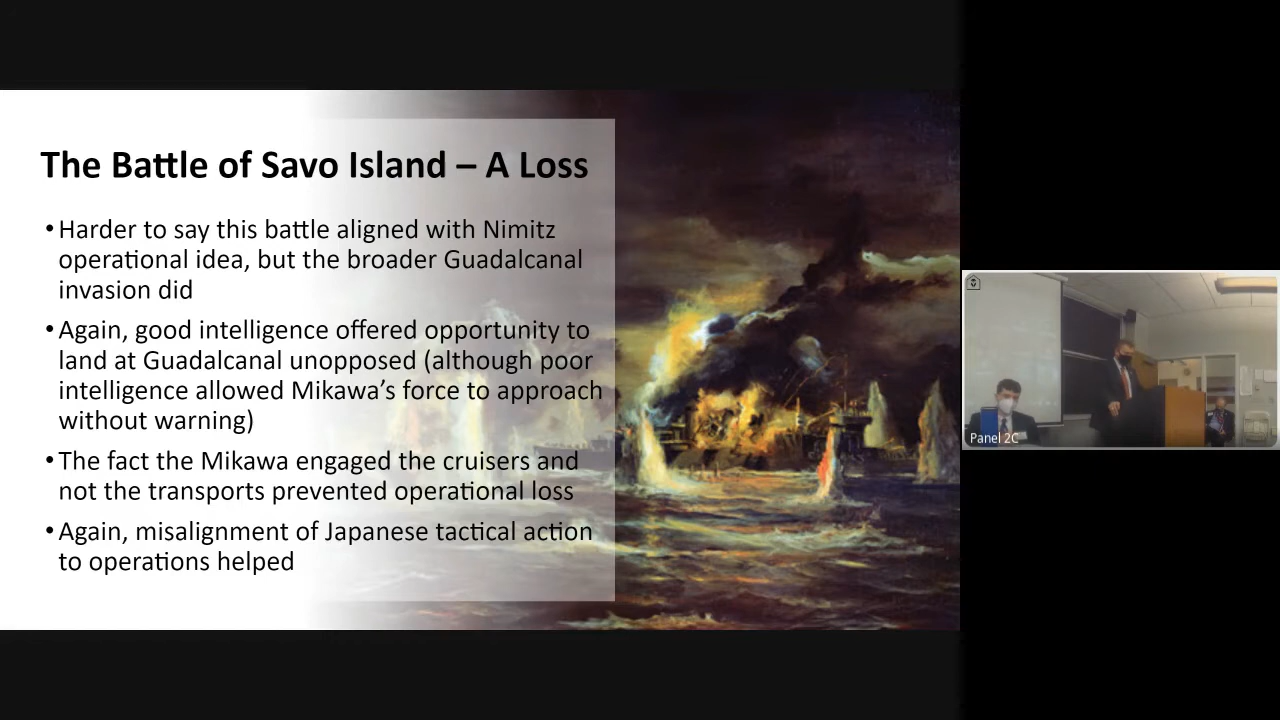 The Battle of Savo Island – A Loss
•Harder to say this battle aligned with Nimitz
operational idea, but the broader Guadalcanal
invasion did
•Again, good intelligence offered opportunity to
land at Guadalcanal unopposed (although poor
intelligence allowed Mikawa’s force to approach
without warning)
•The fact the Mikawa engaged the cruisers and
not the transports prevented operational loss
•Again, misalignment of Japanese tactical action
to operations helped
Panel 2C